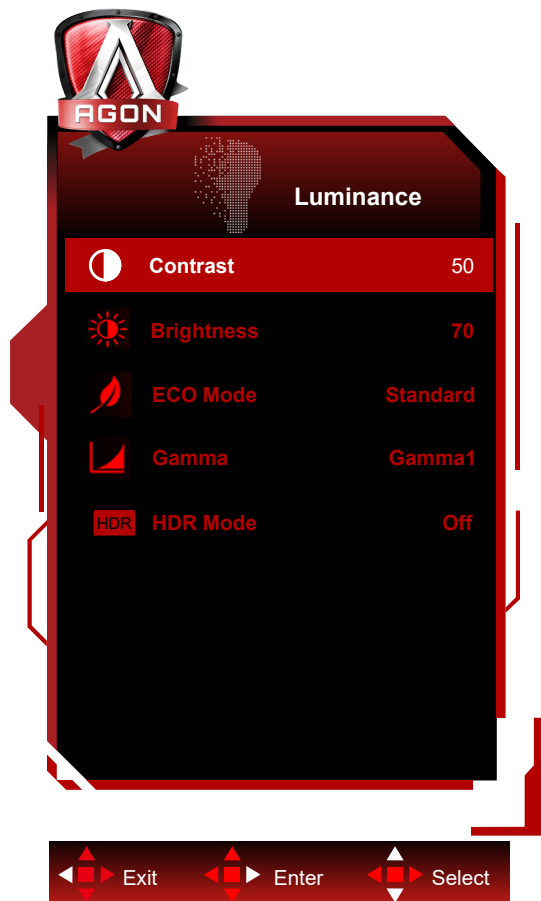 AGON
Luminance
Contrast 50
Brightness 70
ECO Mode Standard
Gamma Gamma1
HDR HDR Mode Off
Exit Enter Select